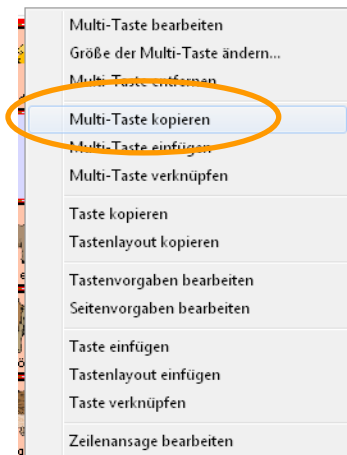 Multi-Taste bearbeiten
Größe der Multi-Taste ändern...
Multi-Taste entfernen
Multi-Taste kopieren
Multi-Taste einfügen
Multi-Taste verknüpfen
Taste kopieren
Tastenlayout kopieren
Tastenvorgaben bearbeiten
Seitenvorgaben bearbeiten
Taste einfügen
Tastenlayout einfügen
Taste verknüpfen
Zeilenansage bearbeiten